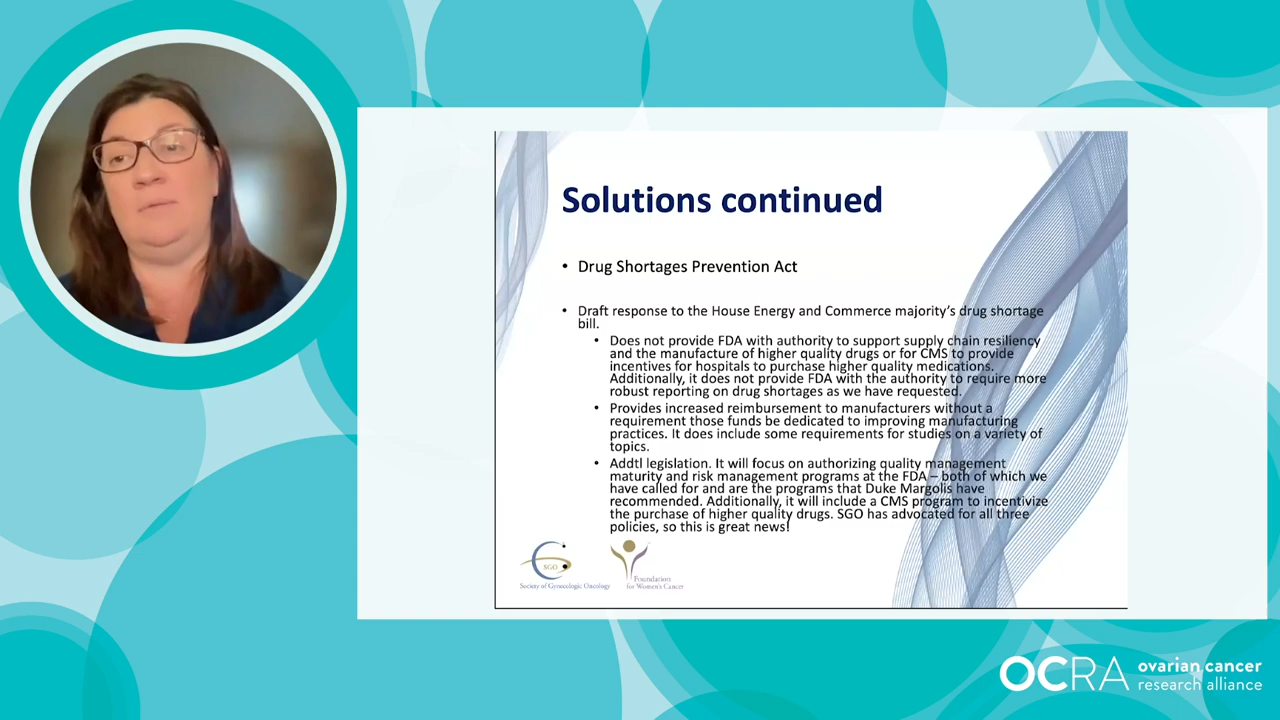 Solutions continued
• Drug Shortages Prevention Act
• Draft response to the House Energy and Commerce majority's drug shortage
bill.
• Does not provide FDA with authority to support supply chain resiliency
and the manufacture of higher quality drugs or for CMS to provide
incentives for hospitals to purchase higher quality medications.
Additionally, it does not provide FDA with the authority to require more
robust reporting on drug shortages as we have requested.
• Provides increased reimbursement to manufacturers without a
requirement those funds be dedicated to improving manufacturing
practices. It does include some requirements for studies on a variety of
topics.
• Addtl legislation. It will focus on authorizing quality management
maturity and risk management programs at the FDA – both of which we
have called for and are the programs that Duke Margolis have
recommended. Additionally, it will include a CMS program to incentivize
the purchase of higher quality drugs. SGO has advocated for all three
policies, so this is great news!
SGO
Society of Gynecologic Oncology
Foundation
for Women's Cancer
OCRA ovarian cancer
research alliance